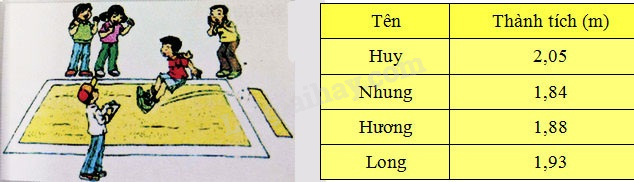 Tên Thành tích (m)
Huy 2,05
Nhung 1,84
Hương 1,88
Long 1,93